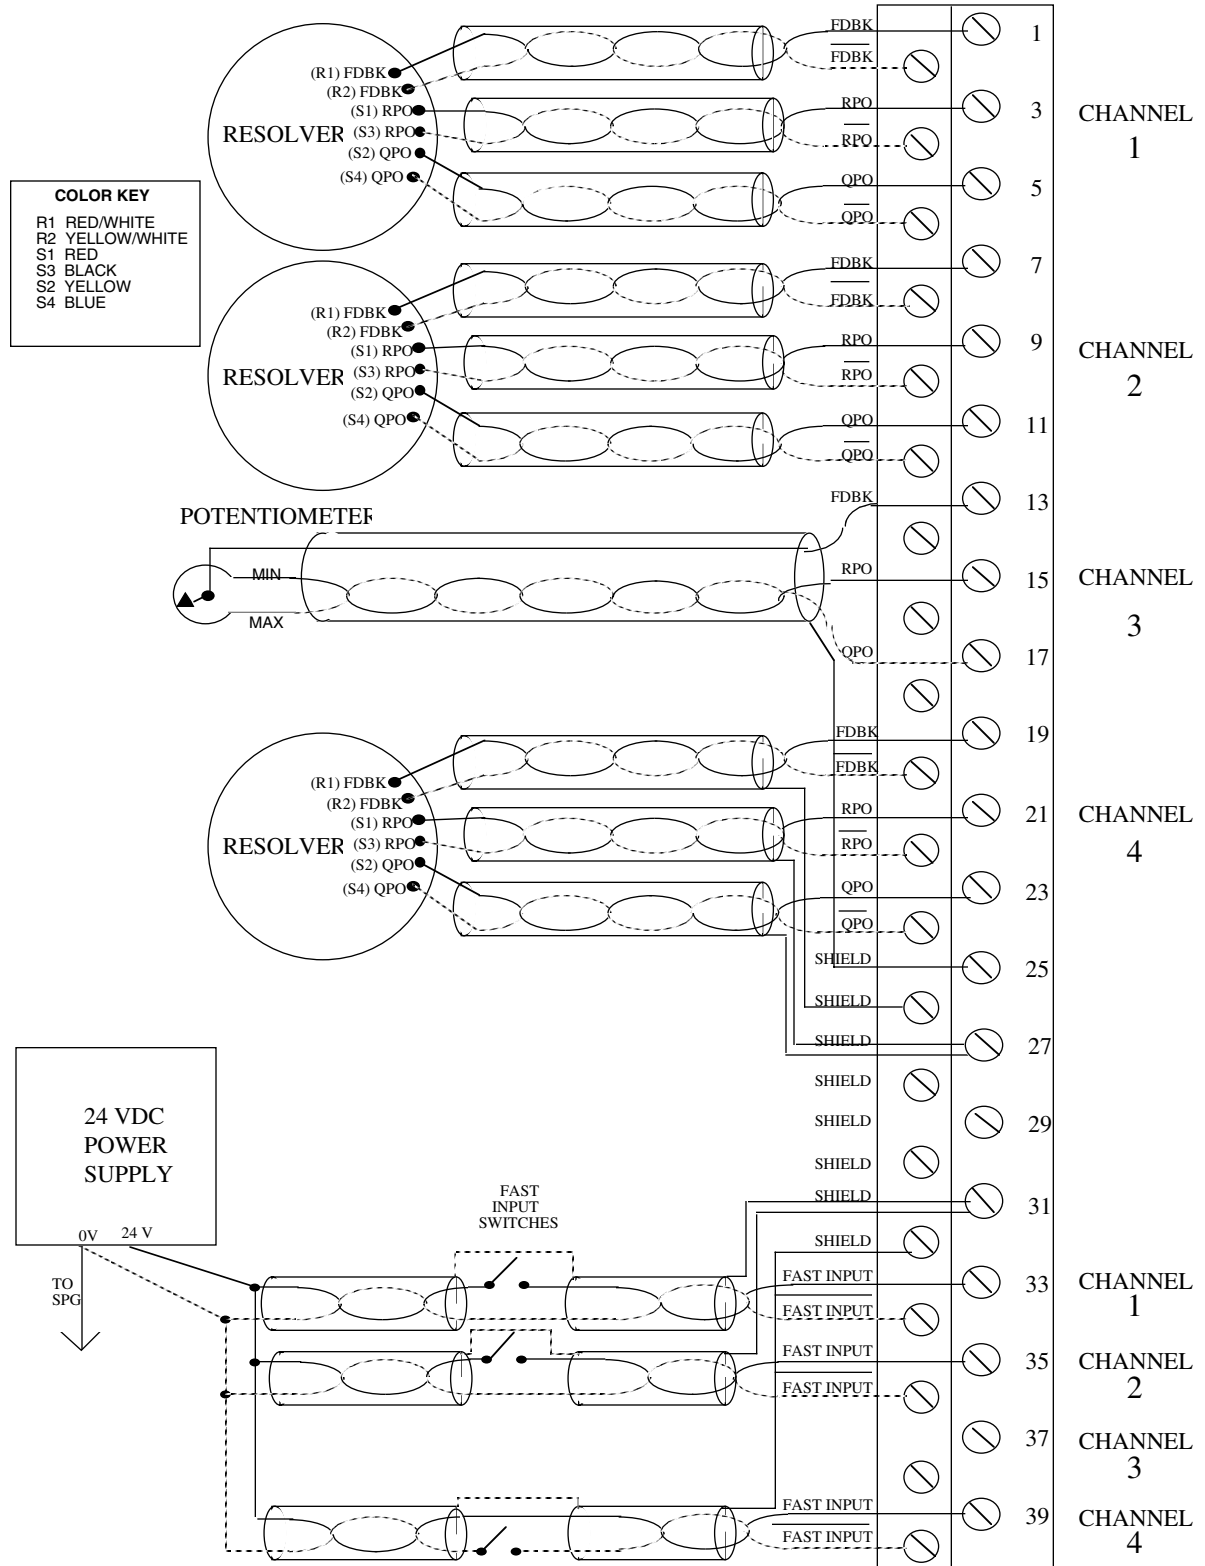 FDBK
1
FDBK
(R1) FDBK
(R2) FDBK
(S1) RPO
(S3) RPO
(S2) QPO
(S4) QPO
RESOLVER
RPO
3
RPO
QPO
5
QPO
CHANNEL
1
COLOR KEY
R1 RED/WHITE
R2 YELLOW/WHITE
S1 RED
S3 BLACK
S2 YELLOW
S4 BLUE
FDBK
7
FDBK
(R1) FDBK
(R2) FDBK
(S1) RPO
(S3) RPO
(S2) QPO
(S4) QPO
RESOLVER
RPO
9
RPO
QPO
11
QPO
CHANNEL
2
POTENTIOMETER
MIN
MAX
FDBK
13
RPO
15
QPO
17
CHANNEL
3
FDBK
19
FDBK
(R1) FDBK
(R2) FDBK
(S1) RPO
(S3) RPO
(S2) QPO
(S4) QPO
RESOLVER
RPO
21
RPO
QPO
23
QPO
CHANNEL
4
SHIELD
25
SHIELD
SHIELD
27
SHIELD
SHIELD
29
SHIELD
SHIELD
31
SHIELD
24 VDC
POWER
SUPPLY
0V
24 V
TO
SPG
FAST
INPUT
SWITCHES
FAST INPUT
33
FAST INPUT
CHANNEL
1
FAST INPUT
35
FAST INPUT
CHANNEL
2
37
CHANNEL
3
FAST INPUT
39
FAST INPUT
CHANNEL
4